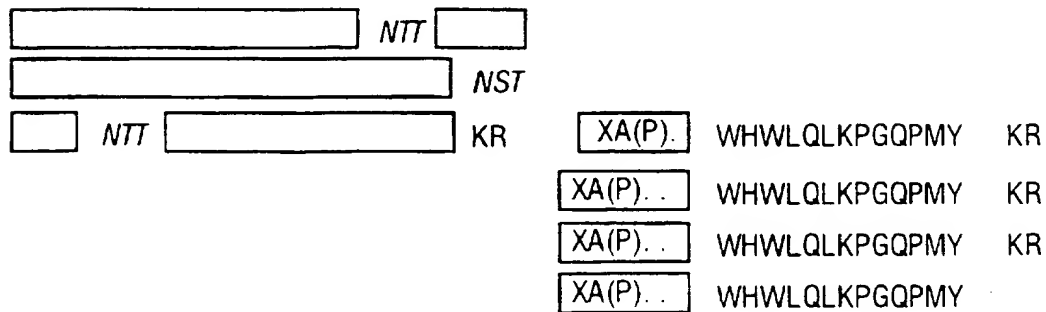 NTT
NST
NTT KR XA(P). WHWLQLKPGQPMY KR
XA(P). . WHWLQLKPGQPMY KR
XA(P). . WHWLQLKPGQPMY KR
XA(P). . WHWLQLKPGQPMY